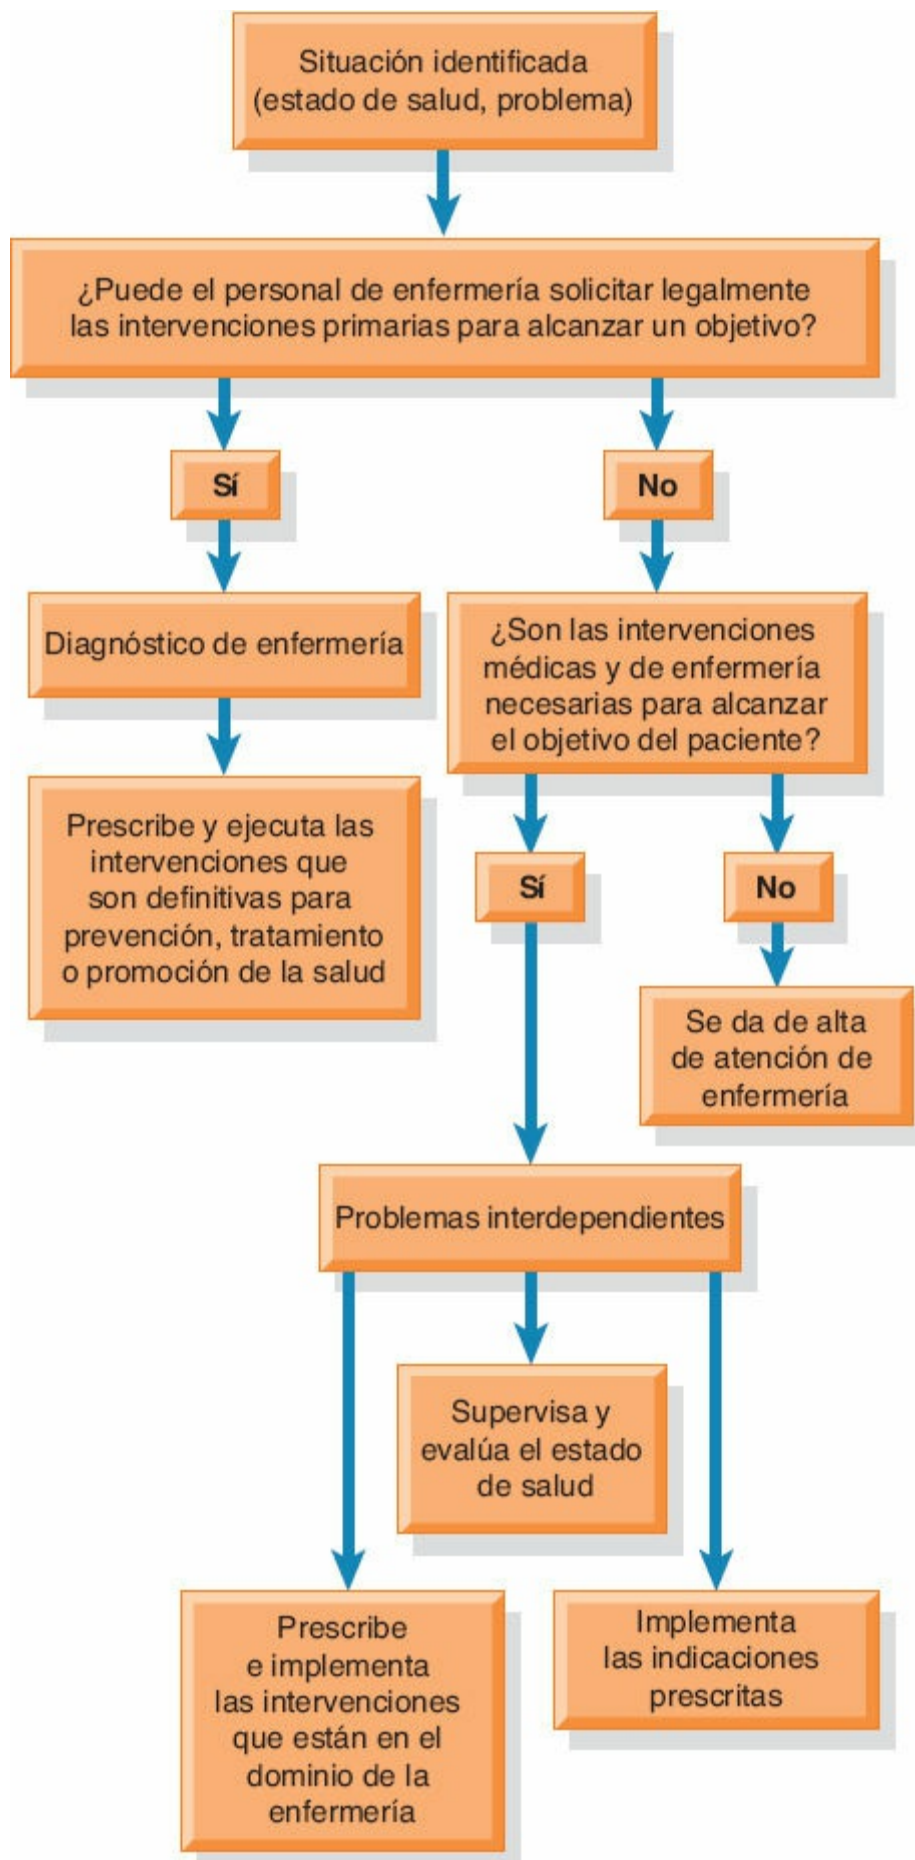 Situación identificada
(estado de salud, problema)
¿Puede el personal de enfermería solicitar legalmente
las intervenciones primarias para alcanzar un objetivo?
Sí
No
Diagnóstico de enfermería
¿Son las intervenciones
médicas y de enfermería
necesarias para alcanzar
el objetivo del paciente?
Prescribe y ejecuta las
intervenciones que
son definitivas para
prevención, tratamiento
o promoción de la salud
Sí
No
Se da de alta
de atención de
enfermería
Problemas interdependientes
Supervisa y
evalúa el estado
de salud
Prescribe
e implementa
las intervenciones
que están en el
dominio de la
enfermería
Implementa
las indicaciones
prescritas